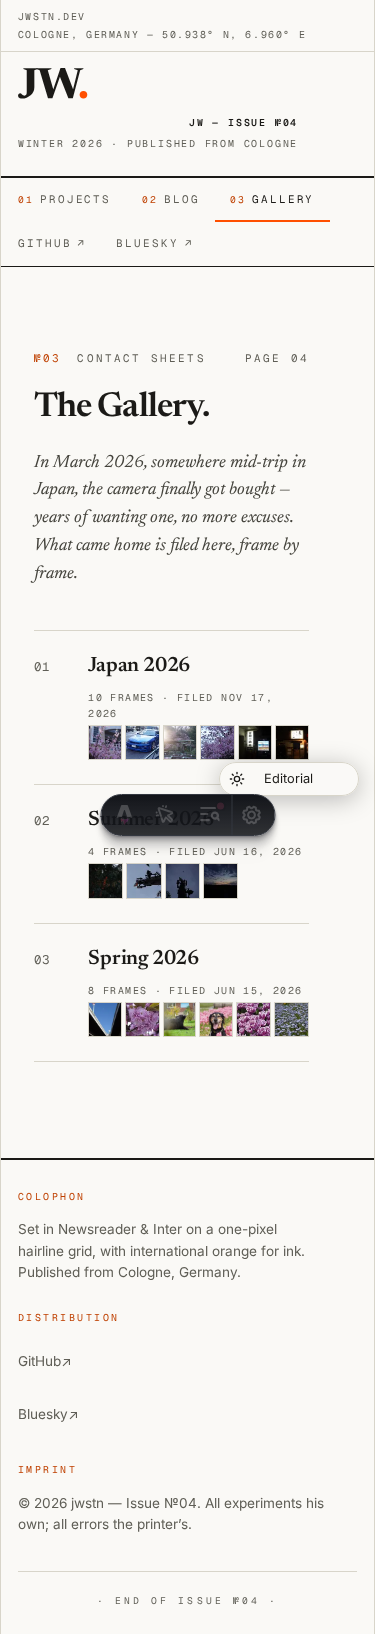 JWSTN.DEV
COLOGNE, GERMANY — 50.938° N, 6.960° E
JW.
JW — ISSUE №04
WINTER 2026 · PUBLISHED FROM COLOGNE
01 PROJECTS 02 BLOG 03 GALLERY
GITHUB ↗ BLUESKY ↗
№03 CONTACT SHEETS PAGE 04
The Gallery.
In March 2026, somewhere mid-trip in
Japan, the camera finally got bought —
years of wanting one, no more excuses.
What came home is filed here, frame by
frame.
01 Japan 2026
10 FRAMES · FILED NOV 17,
2026
Editorial
02 Summer 2026
4 FRAMES · FILED JUN 16, 2026
03 Spring 2026
8 FRAMES · FILED JUN 15, 2026
COLOPHON
Set in Newsreader & Inter on a one-pixel
hairline grid, with international orange for ink.
Published from Cologne, Germany.
DISTRIBUTION
GitHub↗
Bluesky↗
IMPRINT
© 2026 jwstn — Issue №04. All experiments his
own; all errors the printer’s.
· END OF ISSUE №04 ·